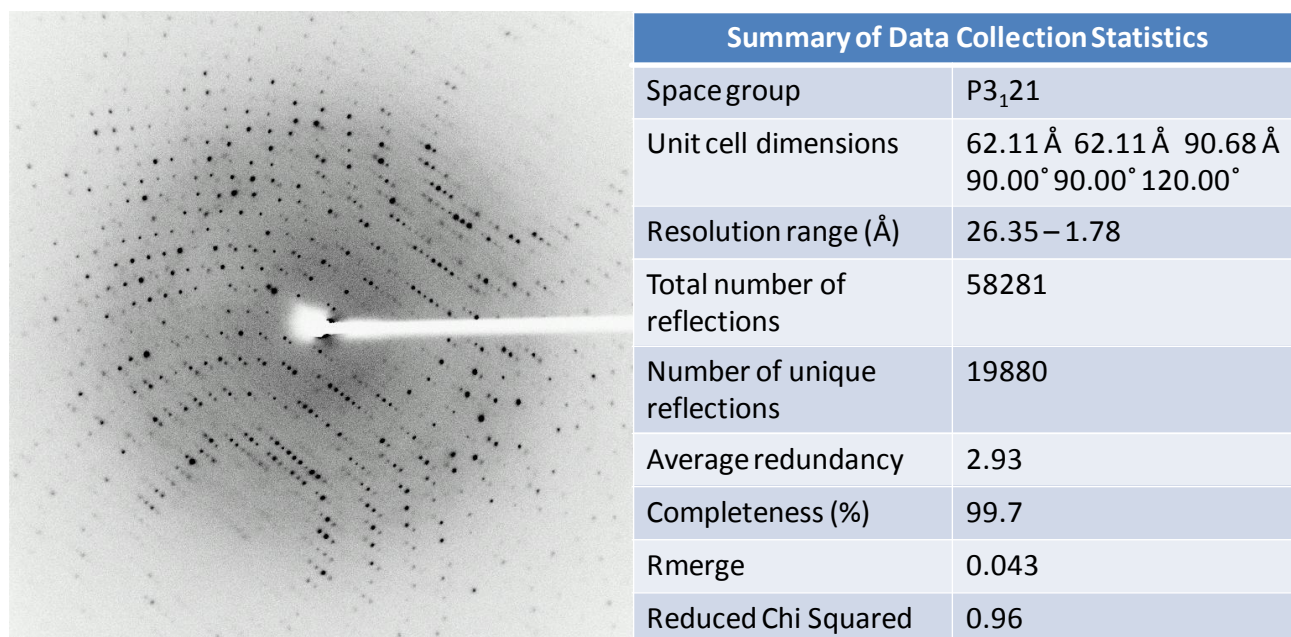 Summary of Data Collection Statistics
Space group P3₁21
Unit cell dimensions 62.11 Å 62.11 Å 90.68 Å
90.00˚ 90.00˚ 120.00˚
Resolution range (Å) 26.35 – 1.78
Total number of 58281
reflections
Number of unique 19880
reflections
Average redundancy 2.93
Completeness (%) 99.7
Rmerge 0.043
Reduced Chi Squared 0.96